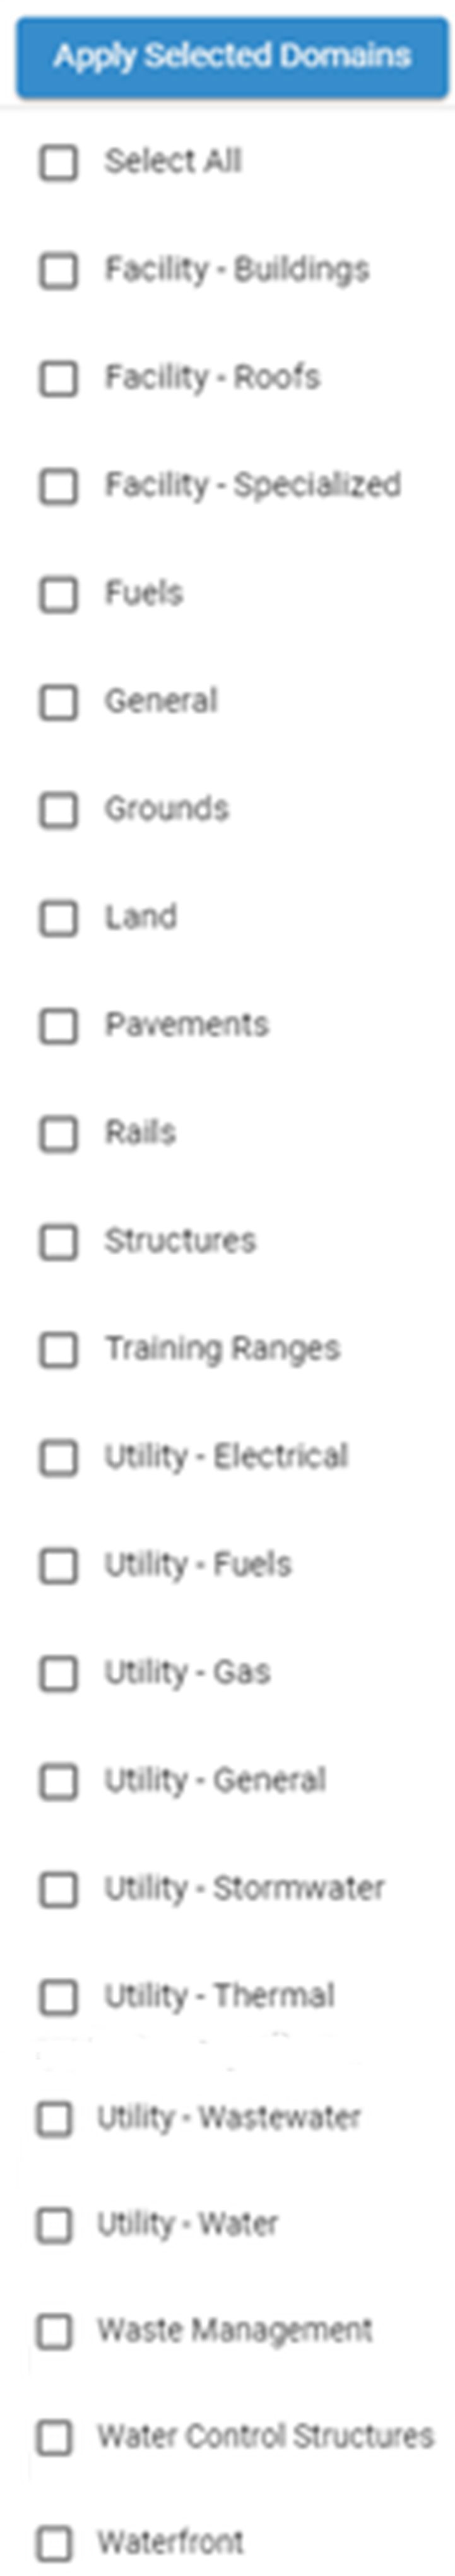 Apply Selected Domains
Select All
Facility - Buildings
Facility - Roofs
Facility - Specialized
Fuels
General
Grounds
Land
Pavements
Rails
Structures
Training Ranges
Utility - Electrical
Utility - Fuels
Utility - Gas
Utility - General
Utility - Stormwater
Utility - Thermal
Utility - Wastewater
Utility - Water
Waste Management
Water Control Structures
Waterfront